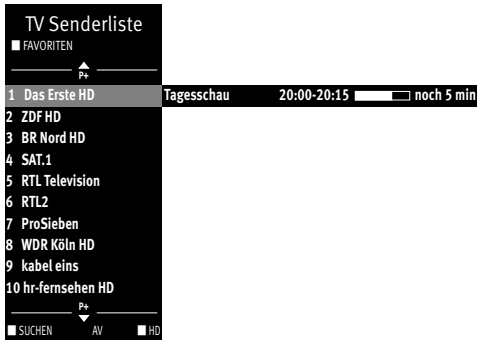 TV Senderliste
FAVORITEN
P+
1 Das Erste HD Tagesschau 20:00-20:15 noch 5 min
2 ZDF HD
3 BR Nord HD
4 SAT.1
5 RTL Television
6 RTL2
7 ProSieben
8 WDR Köln HD
9 kabel eins
10 hr-fernsehen HD
P+
SUCHEN AV HD